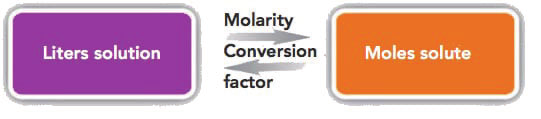 Liters solution
Molarity
Conversion
factor
Moles solute